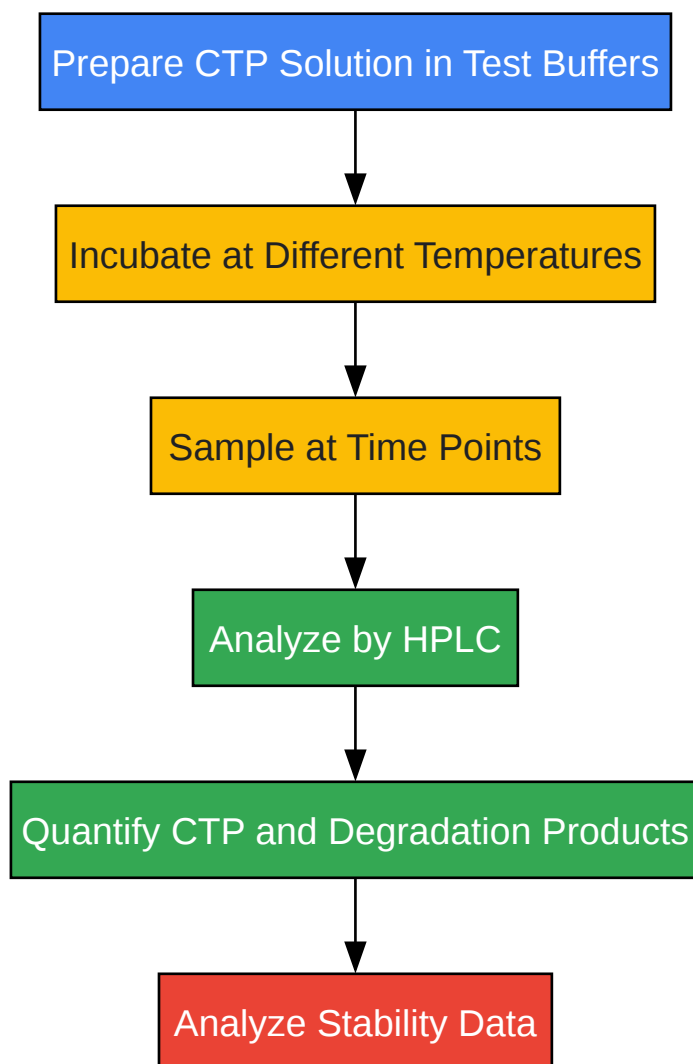 Prepare CTP Solution in Test Buffers
Incubate at Different Temperatures
Sample at Time Points
Analyze by HPLC
Quantify CTP and Degradation Products
Analyze Stability Data